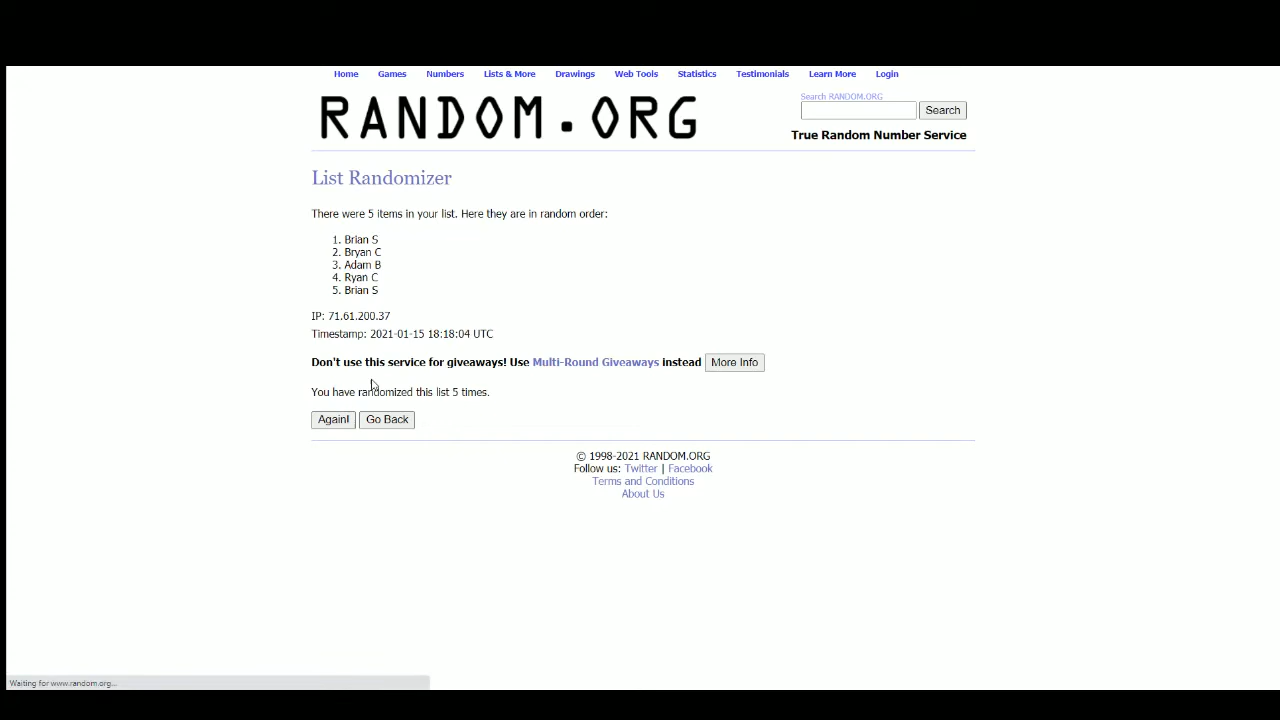 Home Games Numbers Lists & More Drawings Web Tools Statistics Testimonials Learn More Login
RANDOM.ORG
Search RANDOM.ORG
Search
True Random Number Service
List Randomizer
There were 5 items in your list. Here they are in random order:
1. Brian S
2. Bryan C
3. Adam B
4. Ryan C
5. Brian S
IP: 71.61.200.37
Timestamp: 2021-01-15 18:18:04 UTC
Don't use this service for giveaways! Use Multi-Round Giveaways instead More Info
You have randomized this list 5 times.
Again! Go Back
© 1998-2021 RANDOM.ORG
Follow us: Twitter | Facebook
Terms and Conditions
About Us
Waiting for www.random.org...